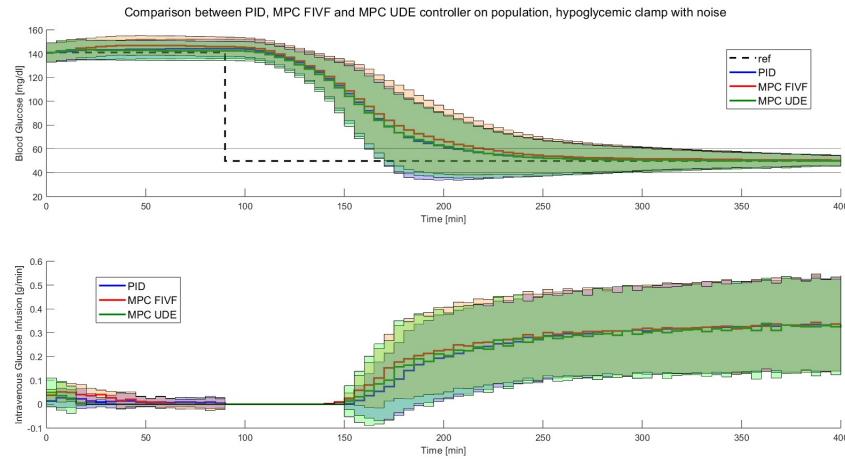 Comparison between PID, MPC FIVF and MPC UDE controller on population, hypoglycemic clamp with noise
Blood Glucose [mg/dl]
160
140
120
100
80
60
40
20
ref
PID
MPC FIVF
MPC UDE
0 50 100 150 200 250 300 350 400
Time [min]
Intravenous Glucose Infusion [g/min]
0.6
0.5
0.4
0.3
0.2
0.1
0
-0.1
PID
MPC FIVF
MPC UDE
0 50 100 150 200 250 300 350 400
Time [min]